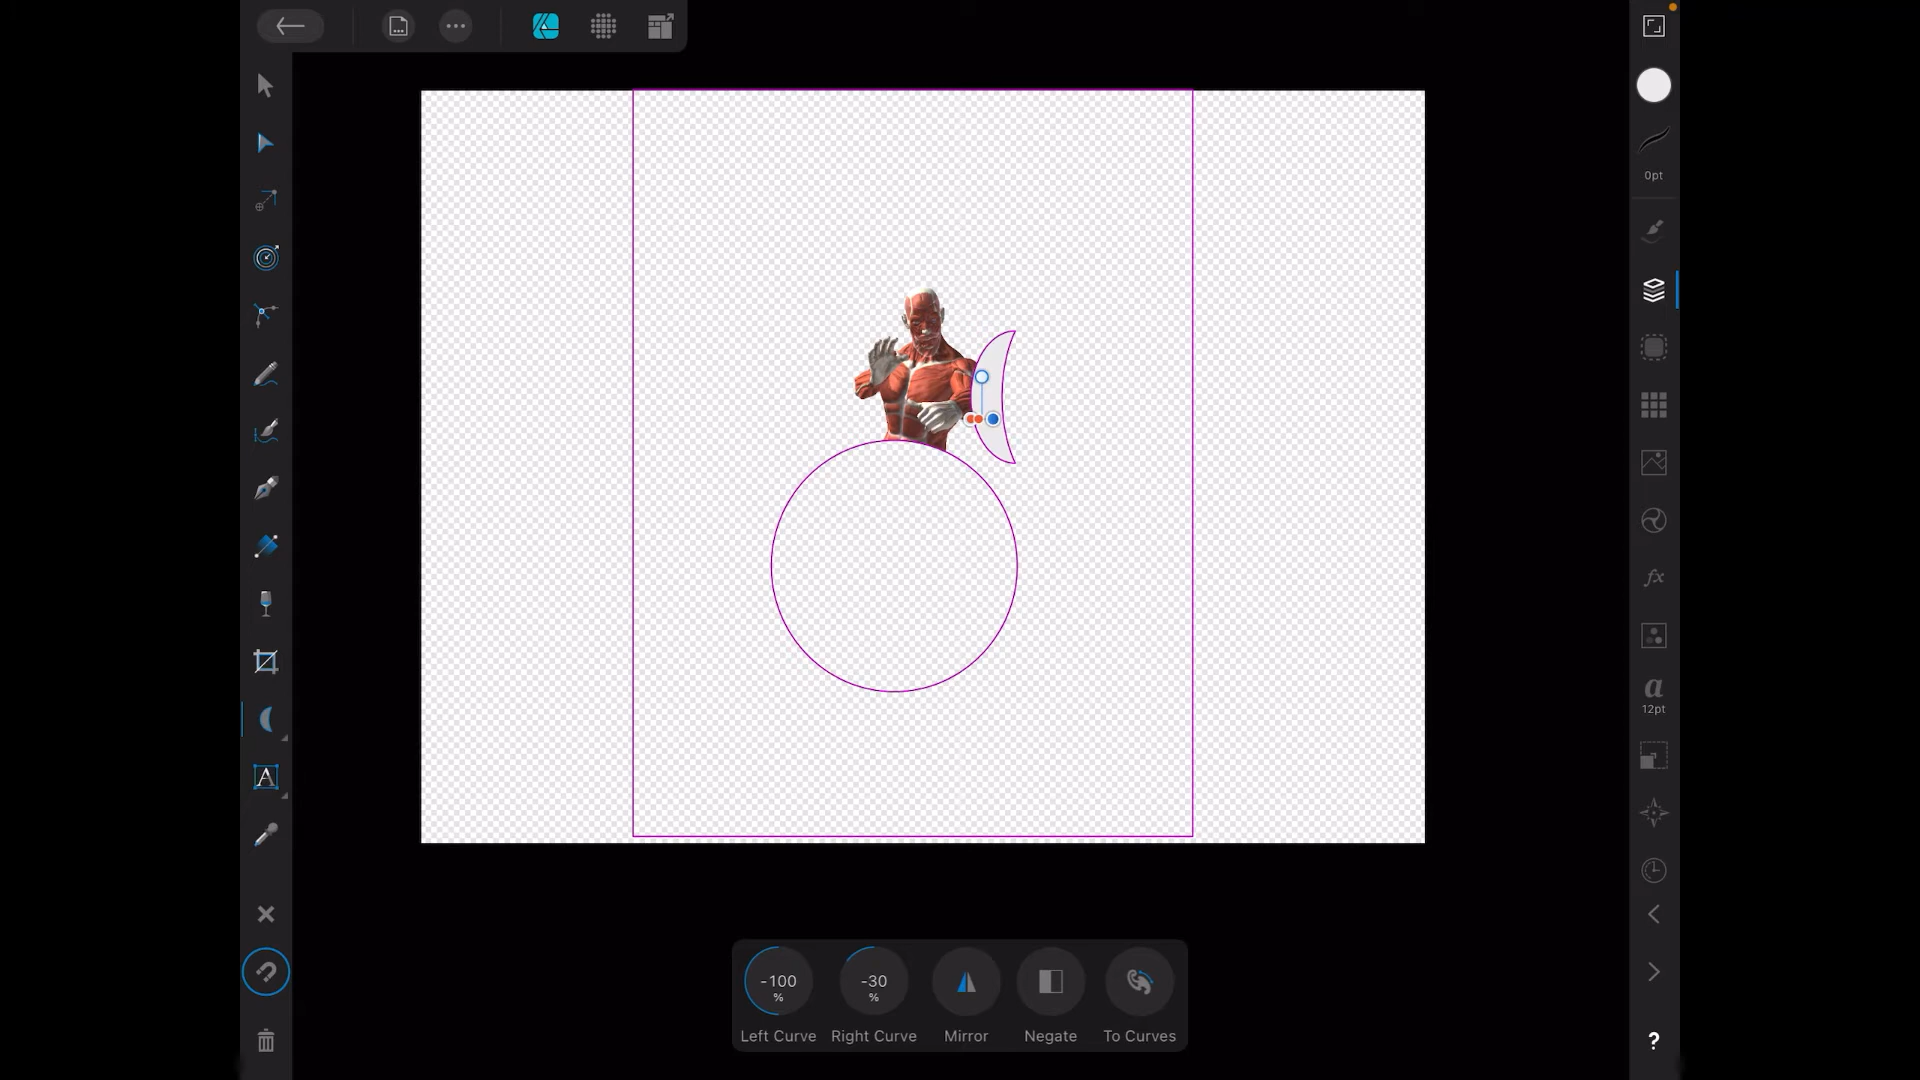 0pt
a
12pt
A
-100
%
-30
%
Left Curve
Right Curve
Mirror
Negate
To Curves
fx
?